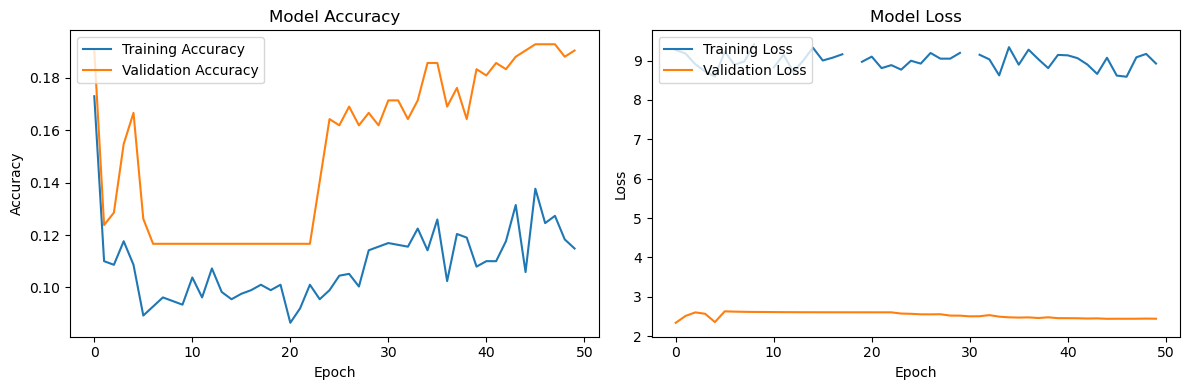 Model Accuracy
Training Accuracy
Validation Accuracy
Accuracy
0.18
0.16
0.14
0.12
0.10
0 10 20 30 40 50
Epoch
Model Loss
Training Loss
Validation Loss
Loss
9
8
7
6
5
4
3
2
0 10 20 30 40 50
Epoch